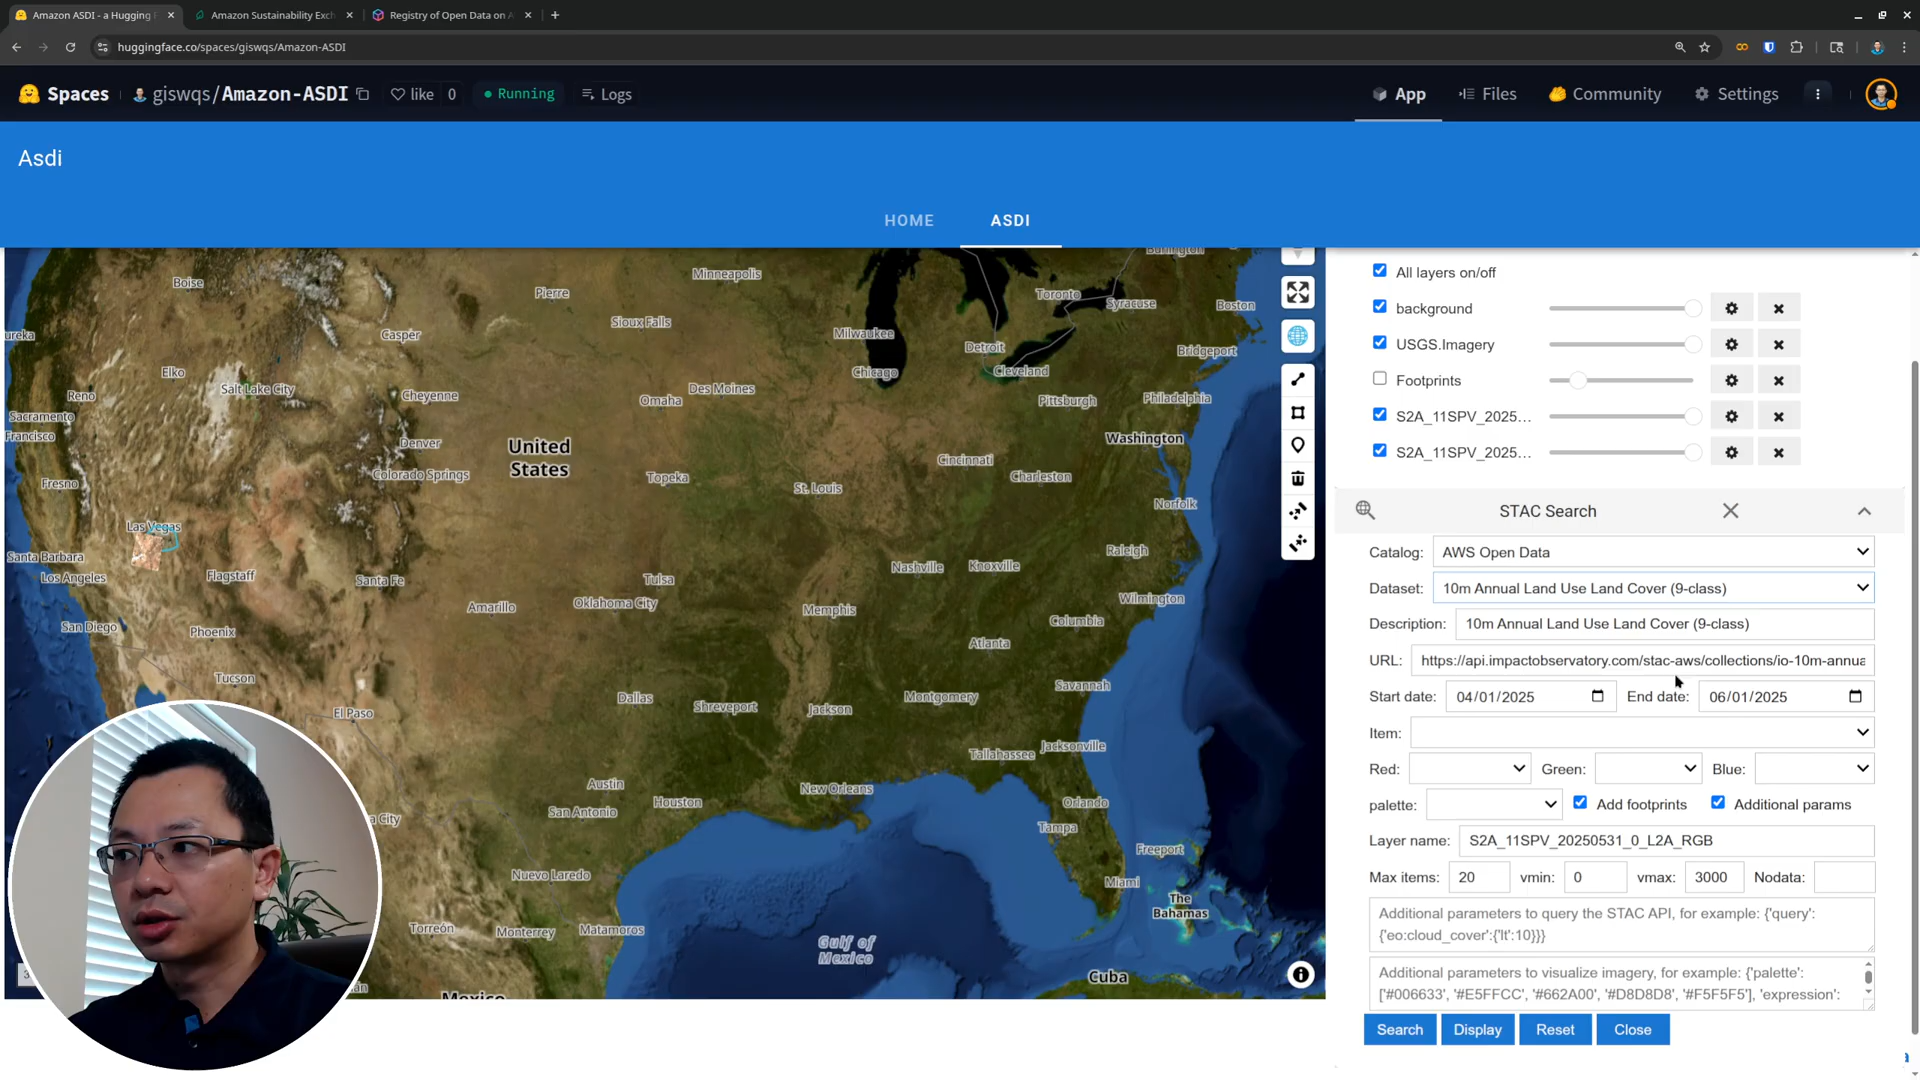 Amazon ASDI - a Hugging F
Amazon Sustainability Exch
Registry of Open Data on A
huggingface.co/spaces/giswqs/Amazon-ASDI
Spaces
giswqs/Amazon-ASDI
like 0
Running
Logs
App
Files
Community
Settings
Asdi
HOME
ASDI
Boise
Minneapolis
Pierre
Toronto
Syracuse
Boston
Casper
Sioux Falls
Milwaukee
Detroit
Bridgeport
Elko
Salt Lake City
Cheyenne
Des Moines
Chicago
Cleveland
Reno
Omaha
Pittsburgh
Philadelphia
Sacramento
Francisco
Denver
United
States
Washington
Fresno
Colorado Springs
Topeka
St. Louis
Cincinnati
Charleston
Norfolk
Las Vegas
Santa Barbara
Los Angeles
Flagstaff
Santa Fe
Tulsa
Nashville
Knoxville
Raleigh
Amarillo
Oklahoma City
Memphis
Wilmington
San Diego
Phoenix
Atlanta
Columbia
Tucson
Dallas
Shreveport
Jackson
Montgomery
Savannah
El Paso
Tallahassee
Jacksonville
Austin
Houston
New Orleans
San Antonio
Orlando
Tampa
Nuevo Laredo
Freeport
Miami
Torreón
Monterrey
Matamoros
The
Bahamas
Gulf of
Mexico
Cuba
Mexico
All layers on/off
background
USGS.Imagery
Footprints
S2A_11SPV_2025...
S2A_11SPV_2025...
STAC Search
Catalog: AWS Open Data
Dataset: 10m Annual Land Use Land Cover (9-class)
Description: 10m Annual Land Use Land Cover (9-class)
URL: https://api.impactobservatory.com/stac-aws/collections/io-10m-annua
Start date: 04/01/2025 End date: 06/01/2025
Item:
Red: Green: Blue:
palette: Add footprints Additional params
Layer name: S2A_11SPV_20250531_0_L2A_RGB
Max items: 20 vmin: 0 vmax: 3000 Nodata:
Additional parameters to query the STAC API, for example: {'query':
{'eo:cloud_cover':{'lt':10}}}
Additional parameters to visualize imagery, for example: {'palette':
['#006633', '#E5FFCC', '#662A00', '#D8D8D8', '#F5F5F5'], 'expression':
Search
Display
Reset
Close